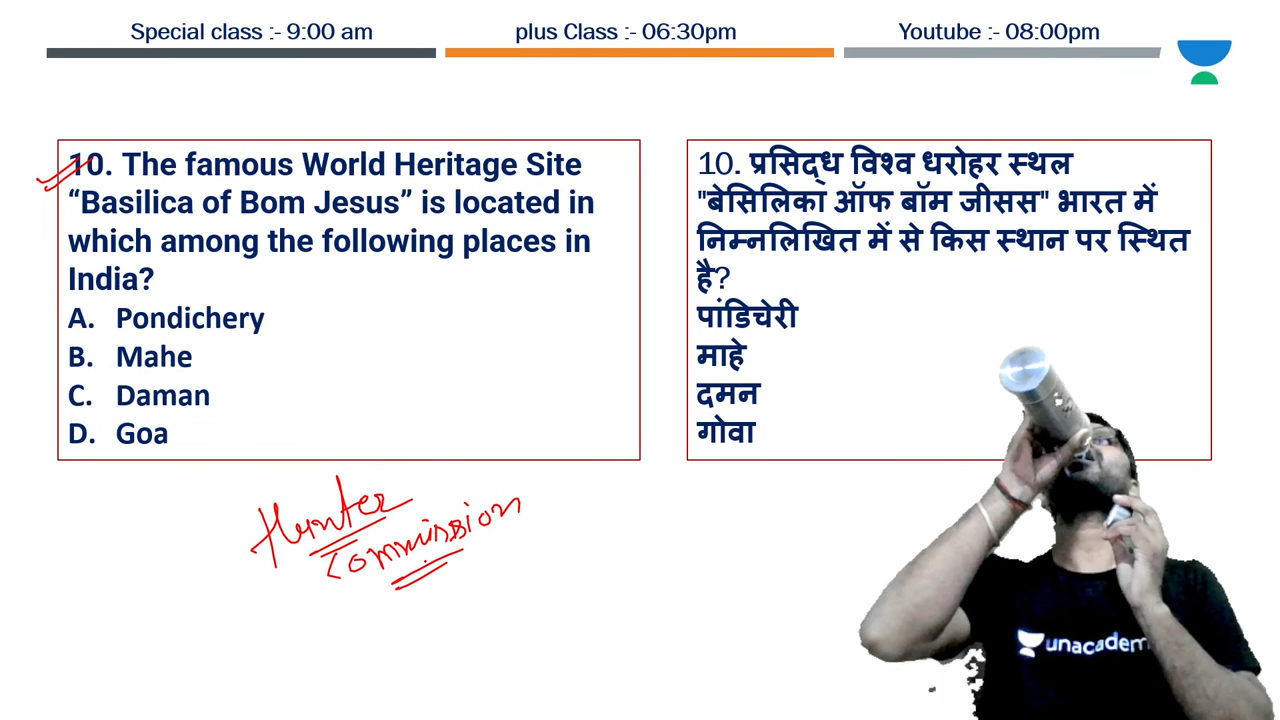 Special class :- 9:00 am
plus Class :- 06:30pm
Youtube :- 08:00pm
10. The famous World Heritage Site
“Basilica of Bom Jesus” is located in
which among the following places in
India?
A. Pondichery
B. Mahe
C. Daman
D. Goa
10. प्रसिद्ध विश्व धरोहर स्थल
"बेसिलिका ऑफ बॉम जीसस" भारत में
निम्नलिखित में से किस स्थान पर स्थित
है?
पांडिचेरी
माहे
दमन
गोवा
Hunter
Commission
unacadem